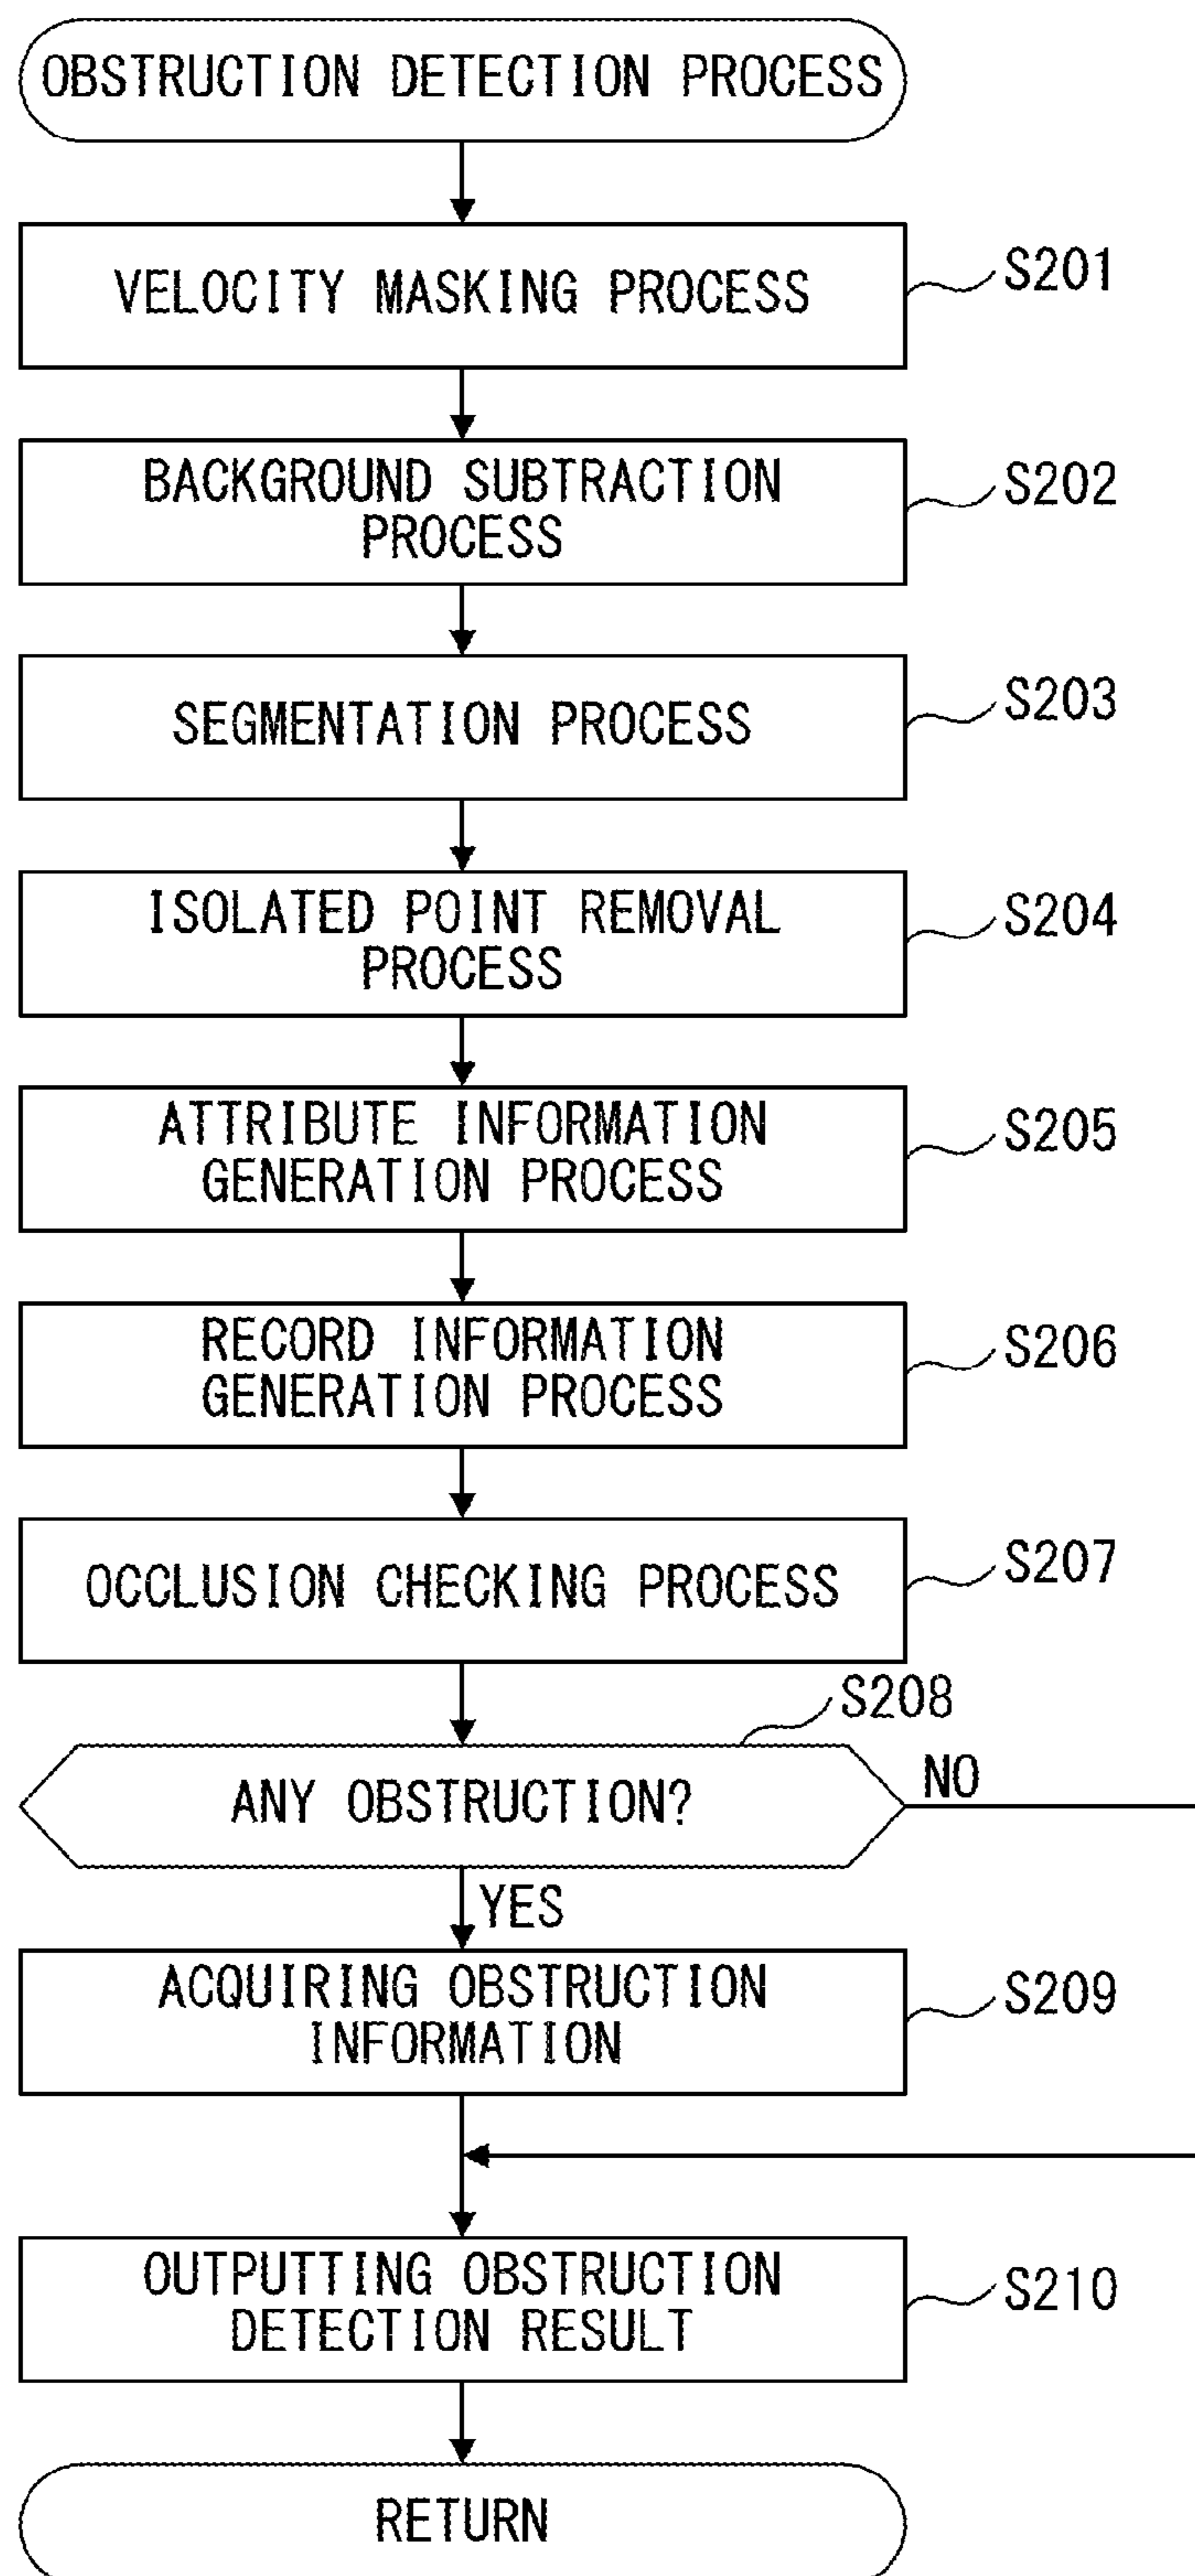 OBSTRUCTION DETECTION PROCESS
VELOCITY MASKING PROCESS
S201
BACKGROUND SUBTRACTION
PROCESS
S202
SEGMENTATION PROCESS
S203
ISOLATED POINT REMOVAL
PROCESS
S204
ATTRIBUTE INFORMATION
GENERATION PROCESS
S205
RECORD INFORMATION
GENERATION PROCESS
S206
OCCLUSION CHECKING PROCESS
S207
S208
ANY OBSTRUCTION?
NO
YES
ACQUIRING OBSTRUCTION
INFORMATION
S209
OUTPUTTING OBSTRUCTION
DETECTION RESULT
S210
RETURN